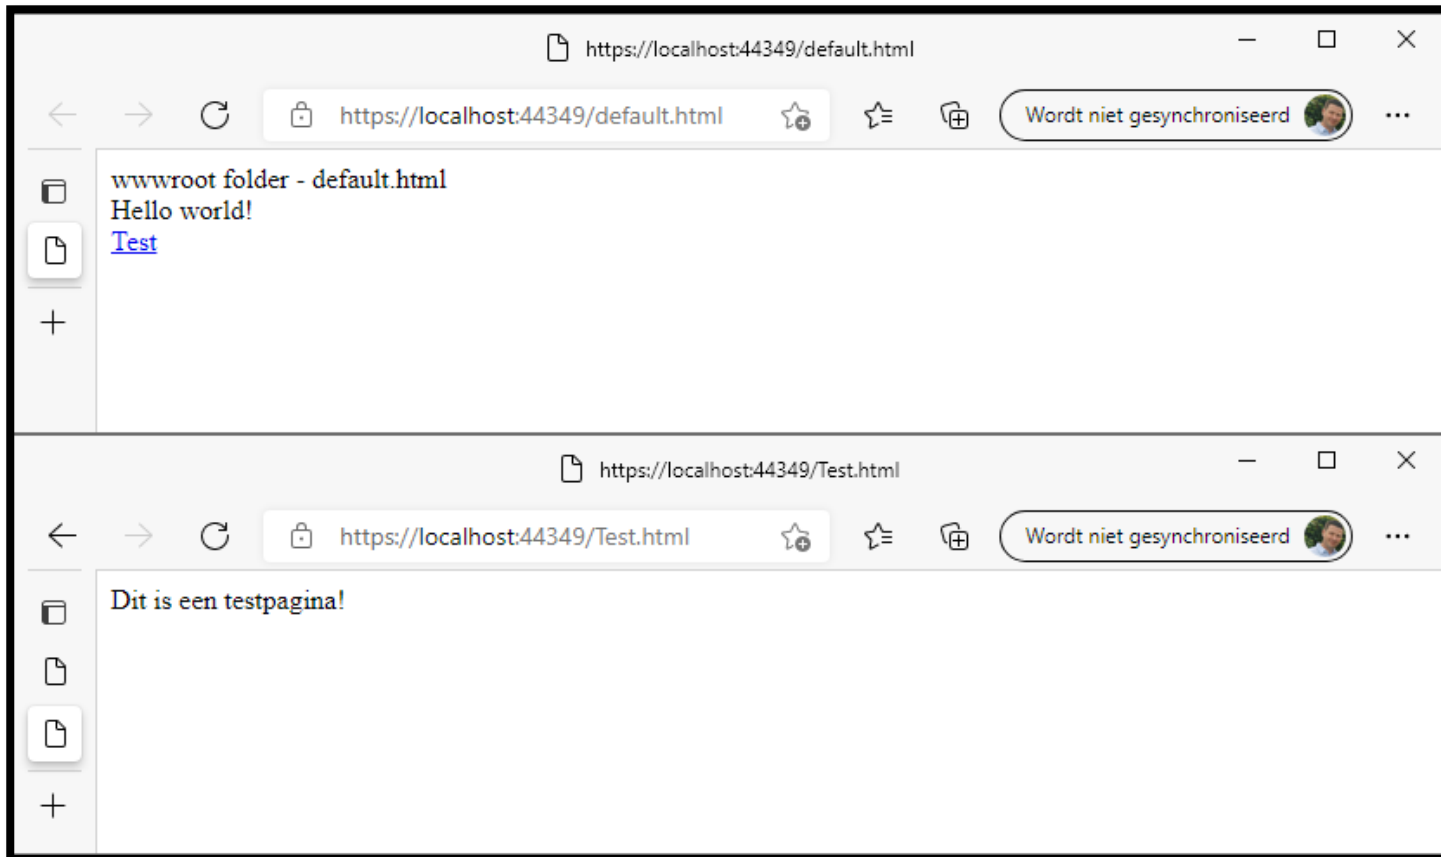 https://localhost:44349/default.html
https://localhost:44349/default.html
Wordt niet gesynchroniseerd
wwwroot folder - default.html
Hello world!
Test
https://localhost:44349/Test.html
https://localhost:44349/Test.html
Wordt niet gesynchroniseerd
Dit is een testpagina!